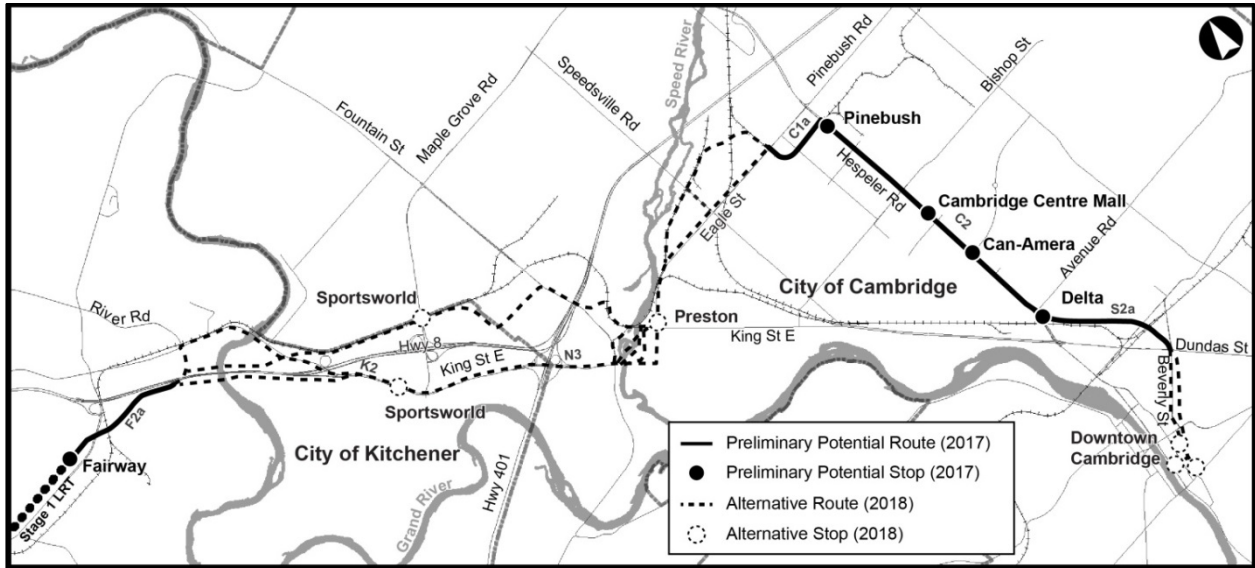 Pinebush Rd
Bishop St
Speed River
Speedsville Rd
Maple Grove Rd
Fountain St
C1a
Pinebush
Hespeler Rd
Cambridge Centre Mall
C2
Eagle St
Can-Amera
Avenue Rd
City of Cambridge
Sportsworld
River Rd
Delta
S2a
Preston
King St E
Hwy 8
King St E
N3
K2
Dundas St
Sportsworld
Beverly St
F2a
Fairway
City of Kitchener
Downtown
Cambridge
Hwy 401
Grand River
Stage 1 LRT
Preliminary Potential Route (2017)
Preliminary Potential Stop (2017)
Alternative Route (2018)
Alternative Stop (2018)